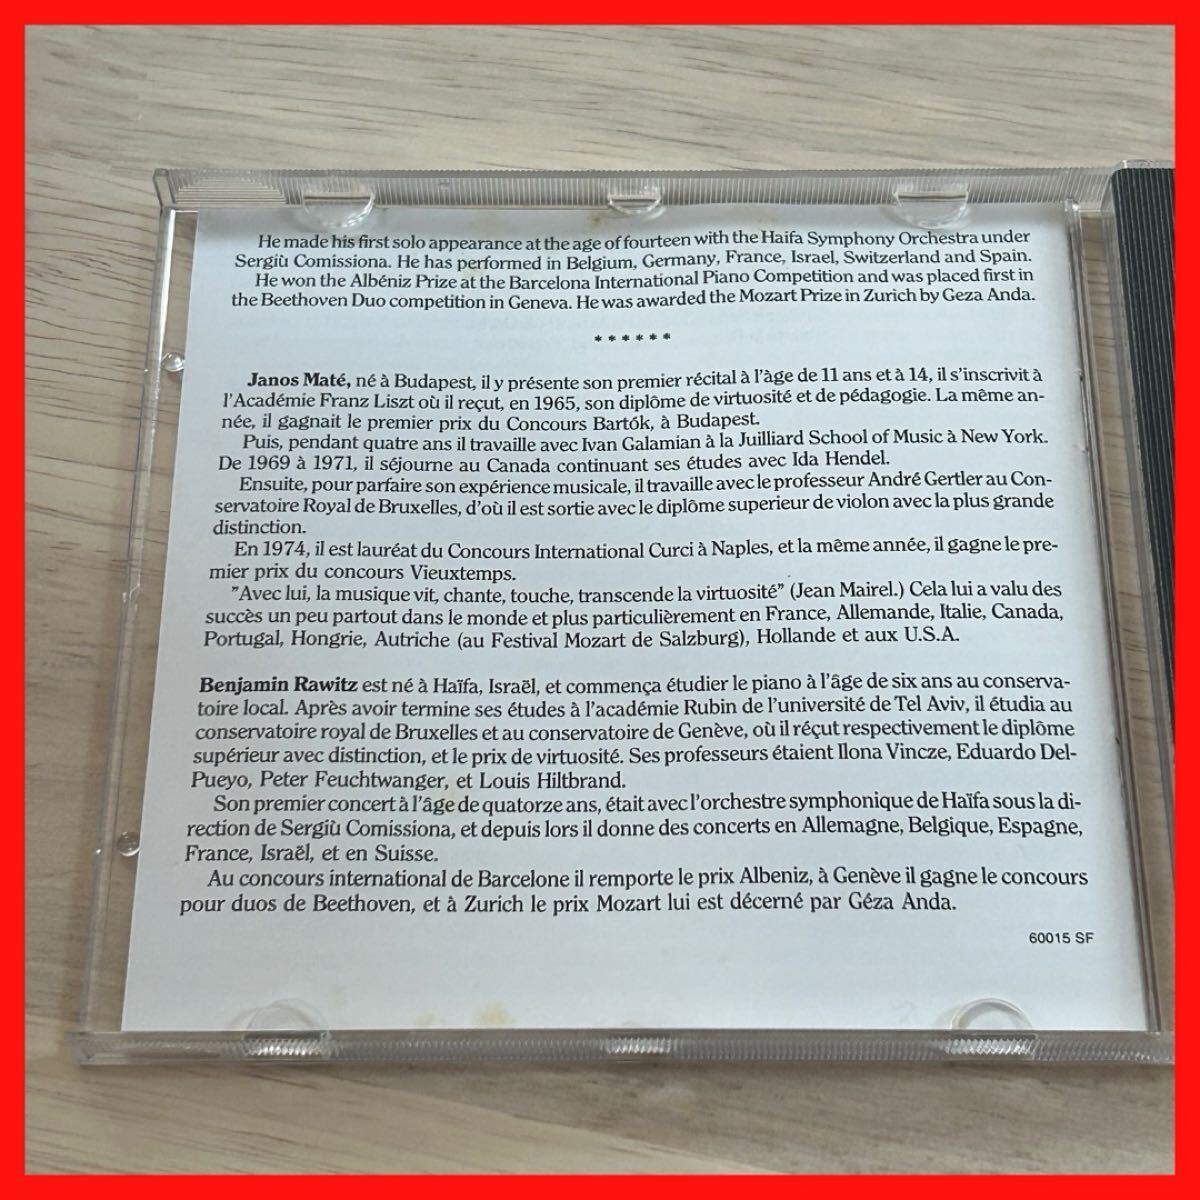 He made his first solo appearance at the age of fourteen with the Haifa Symphony Orchestra under
Sergiù Comissiona. He has performed in Belgium, Germany, France, Israel, Switzerland and Spain.
He won the Albéniz Prize at the Barcelona International Piano Competition and was placed first in
the Beethoven Duo competition in Geneva. He was awarded the Mozart Prize in Zurich by Geza Anda.
******
Janos Maté, né à Budapest, il y présente son premier récital à l'àge de 11 ans et à 14, il s'inscrivit à
l'Académie Franz Liszt où il reçut, en 1965, son diplôme de virtuosité et de pédagogie. La même an-
née, il gagnait le premier prix du Concours Bartók, à Budapest.
Puis, pendant quatre ans il travaille avec Ivan Galamian à la Juilliard School of Music à New York.
De 1969 à 1971, il séjourne au Canada continuant ses études avec Ida Hendel.
Ensuite, pour parfaire son expérience musicale, il travaille avec le professeur André Gertler au Con-
servatoire Royal de Bruxelles, d'où il est sortie avec le diplôme superieur de violon avec la plus grande
distinction.
En 1974, il est lauréat du Concours International Curci à Naples, et la même année, il gagne le pre-
mier prix du concours Vieuxtemps.
"Avec lui, la musique vit, chante, touche, transcende la virtuosité" (Jean Mairel.) Cela lui a valu des
succès un peu partout dans le monde et plus particulièrement en France, Allemande, Italie, Canada,
Portugal, Hongrie, Autriche (au Festival Mozart de Salzburg), Hollande et aux U.S.A.
Benjamin Rawitz est né à Haïfa, Israël, et commença étudier le piano à l'âge de six ans au conserva-
toire local. Après avoir termine ses études à l'académie Rubin de l'université de Tel Aviv, il étudia au
conservatoire royal de Bruxelles et au conservatoire de Genève, où il réçut respectivement le diplôme
supérieur avec distinction, et le prix de virtuosité. Ses professeurs étaient Ilona Vincze, Eduardo Del-
Pueyo, Peter Feuchtwanger, et Louis Hiltbrand.
Son premier concert à l'âge de quatorze ans, était avec l'orchestre symphonique de Haïfa sous la di-
rection de Sergiù Comissiona, et depuis lors il donne des concerts en Allemagne, Belgique, Espagne,
France, Israël, et en Suisse.
Au concours international de Barcelone il remporte le prix Albeniz, à Genève il gagne le concours
pour duos de Beethoven, et à Zurich le prix Mozart lui est décerné par Géza Anda.
60015 SF